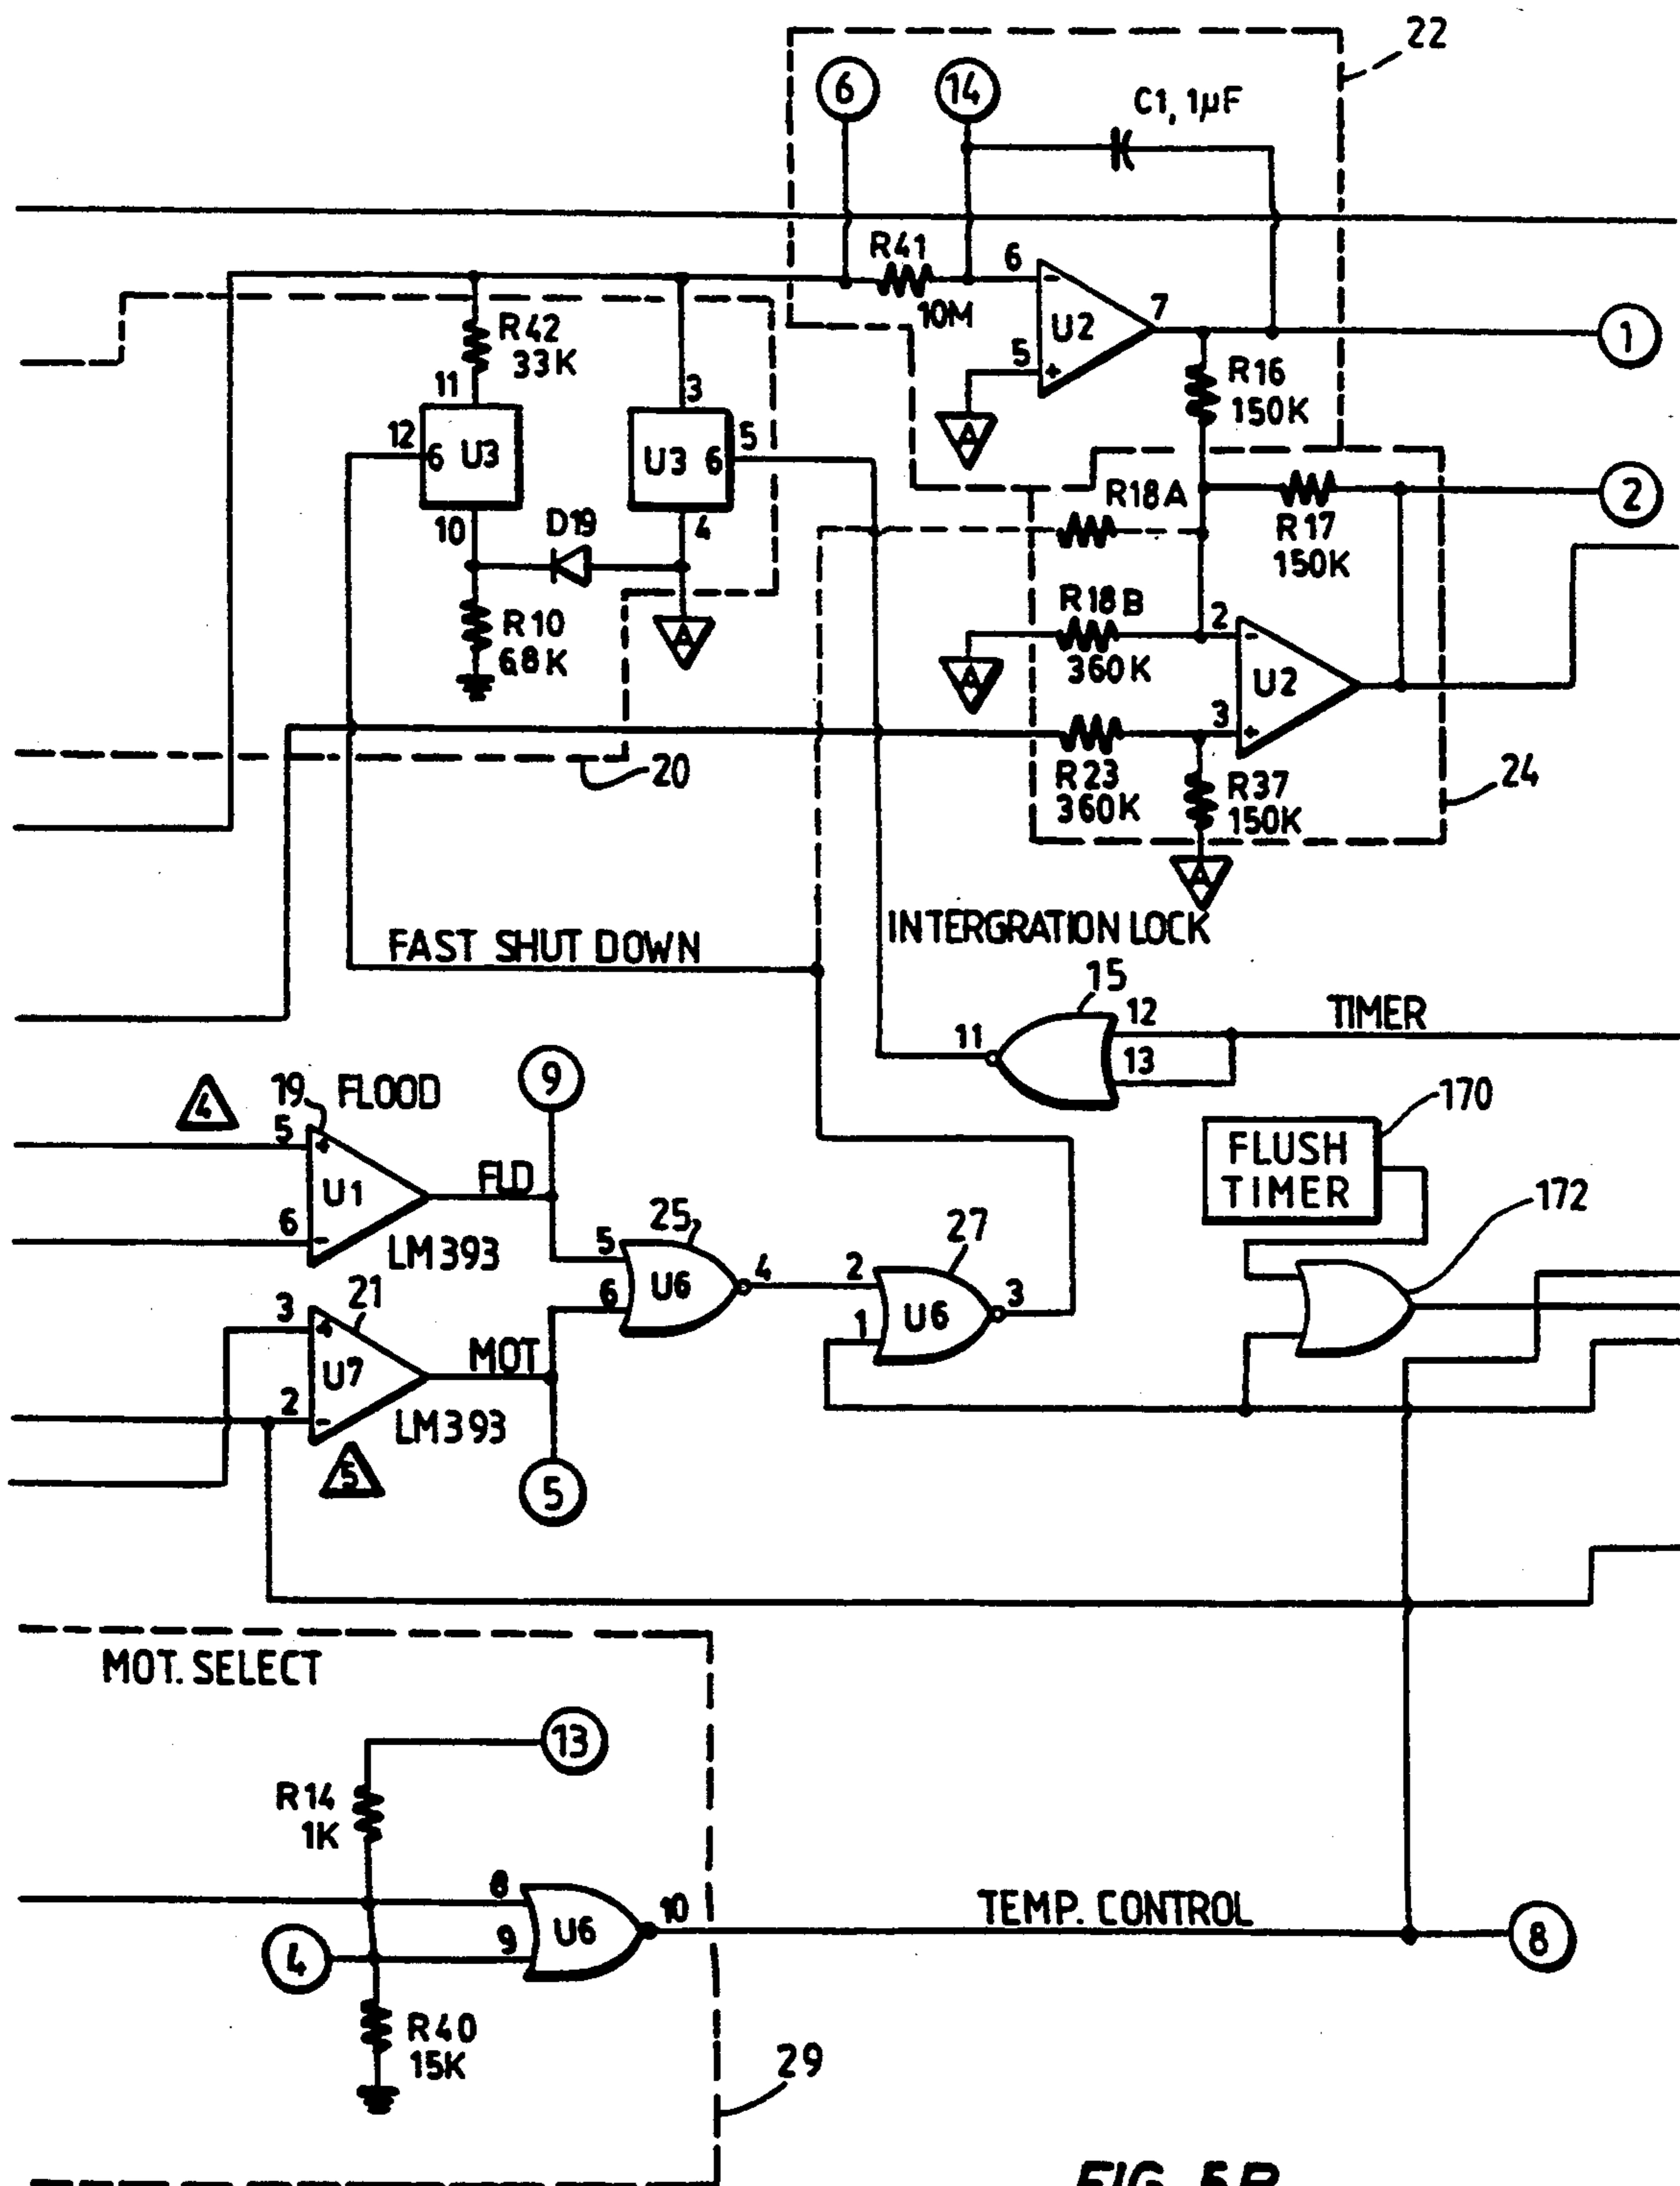 22
6
14
C1, 1µF
R41
10M
6
-
7
U2
5
+
1
A
R42
33K
11
3
12
6 U3
U3 6
5
10
4
D19
R10
68K
A
R16
150K
2
R18A
R17
150K
R18B
360K
A
2
-
U2
3
+
R23
360K
R37
150K
A
20
24
FAST SHUT DOWN
INTERGRATION LOCK
15
11
12
13
TIMER
4
19
FLOOD
9
5
+
U1
6
-
FLD
LM393
170
FLUSH
TIMER
172
25
5
6
U6
4
27
2
1
U6
3
21
3
+
U7
2
-
MOT
LM393
5
5
MOT. SELECT
13
R14
1K
8
9
U6
10
4
TEMP. CONTROL
8
R40
15K
29
FIG. 5B